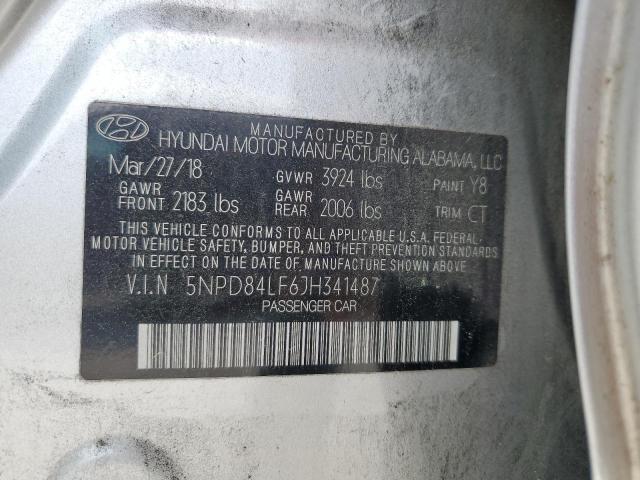 MANUFACTURED BY
HYUNDAI MOTOR MANUFACTURING ALABAMA, LLC
Mar/27/18 GVWR 3924 lbs PAINT Y8
GAWR FRONT 2183 lbs GAWR REAR 2006 lbs TRIM CT
THIS VEHICLE CONFORMS TO ALL APPLICABLE U.S.A. FEDERAL
MOTOR VEHICLE SAFETY, BUMPER, AND THEFT PREVENTION STANDARDS
IN EFFECT ON THE DATE OF MANUFACTURE SHOWN ABOVE
V.I.N 5NPD84LF6JH341487
PASSENGER CAR